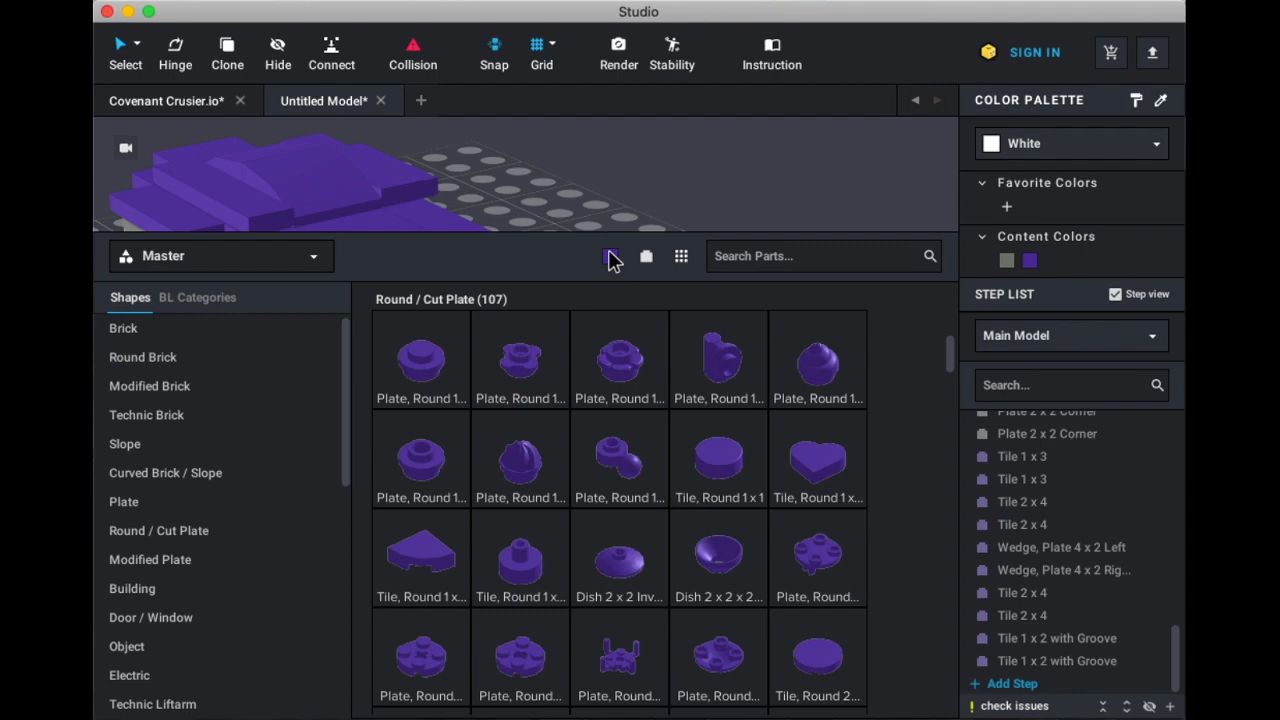 Studio
Select
Hinge
Clone
Hide
Connect
Collision
Snap
Grid
Render
Stability
Instruction
SIGN IN
Covenant Crusier.io*
Untitled Model*
COLOR PALETTE
White
Favorite Colors
Content Colors
Master
Search Parts...
Shapes
BL Categories
Brick
Round Brick
Modified Brick
Technic Brick
Slope
Curved Brick / Slope
Plate
Round / Cut Plate
Modified Plate
Building
Door / Window
Object
Electric
Technic Liftarm
Round / Cut Plate (107)
Plate, Round 1... Plate, Round 1... Plate, Round 1... Plate, Round 1... Plate, Round 1...
Plate, Round 1... Plate, Round 1... Plate, Round 1... Tile, Round 1 x 1 Tile, Round 1 x...
Tile, Round 1 x... Tile, Round 1 x... Dish 2 x 2 Inv... Dish 2 x 2 x 2... Plate, Round...
Plate, Round... Plate, Round... Plate, Round... Plate, Round... Tile, Round 2...
STEP LIST
Step view
Main Model
Search...
Plate 2 x 2 Corner
Plate 2 x 2 Corner
Tile 1 x 3
Tile 1 x 3
Tile 2 x 4
Tile 2 x 4
Wedge, Plate 4 x 2 Left
Wedge, Plate 4 x 2 Rig...
Tile 2 x 4
Tile 2 x 4
Tile 1 x 2 with Groove
Tile 1 x 2 with Groove
+ Add Step
! check issues